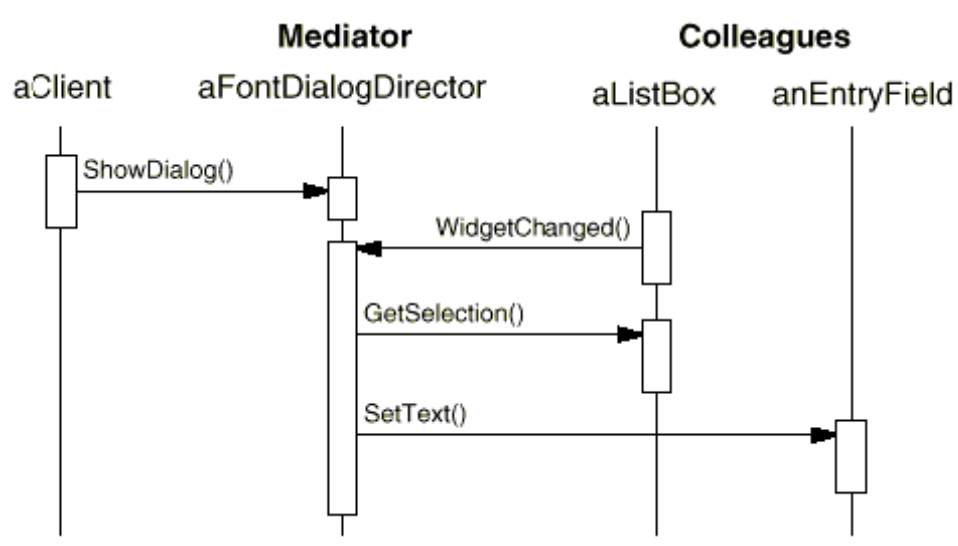 Mediator
Colleagues
aClient
aFontDialogDirector
aListBox
anEntryField
ShowDialog()
WidgetChanged()
GetSelection()
SetText()